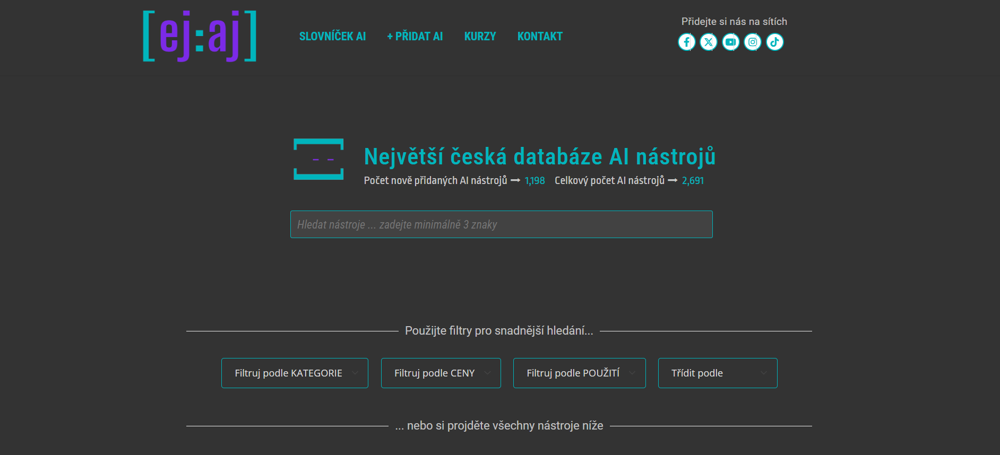 [ej:aj]
SLOVNÍČEK AI + PŘIDAT AI KURZY KONTAKT
Přidejte si nás na sítích
Největší česká databáze AI nástrojů
Počet nově přidaných AI nástrojů ➞ 1,198 Celkový počet AI nástrojů ➞ 2,691
Hledat nástroje ... zadejte minimálně 3 znaky
Použijte filtry pro snadnější hledání...
Filtruj podle KATEGORIE Filtruj podle CENY Filtruj podle POUŽITÍ Třídit podle
... nebo si projděte všechny nástroje níže